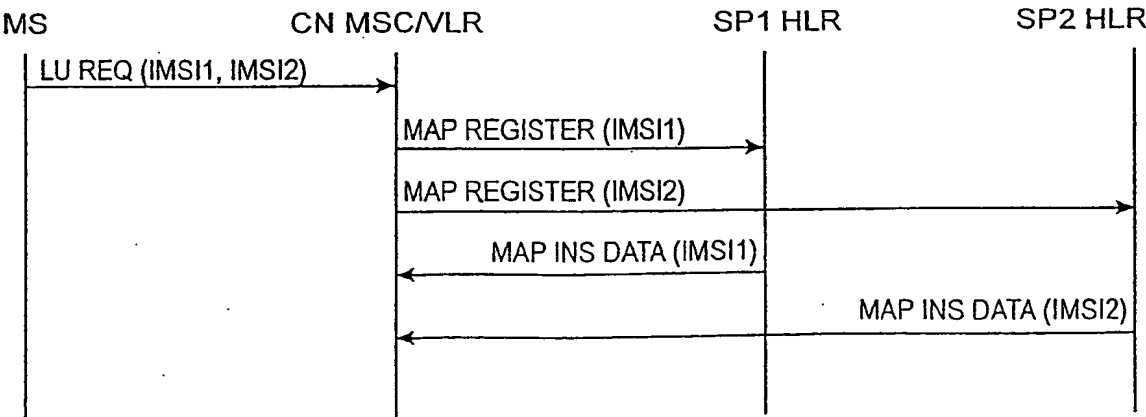 MS CN MSC/VLR SP1 HLR SP2 HLR
LU REQ (IMSI1, IMSI2)
MAP REGISTER (IMSI1)
MAP REGISTER (IMSI2)
MAP INS DATA (IMSI1)
MAP INS DATA (IMSI2)